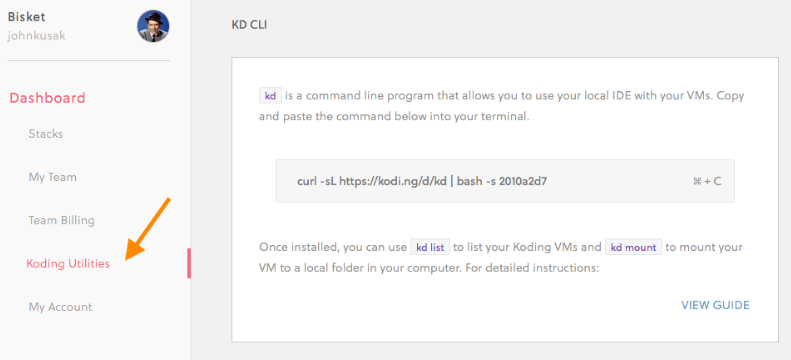 Bisket
johnkusak
Dashboard
Stacks
My Team
Team Billing
Koding Utilities
My Account
KD CLI
kd is a command line program that allows you to use your local IDE with your VMs. Copy
and paste the command below into your terminal.
curl -sL https://kodi.ng/d/kd | bash -s 2010a2d7 ⌘ + C
Once installed, you can use kd list to list your Koding VMs and kd mount to mount your
VM to a local folder in your computer. For detailed instructions:
VIEW GUIDE